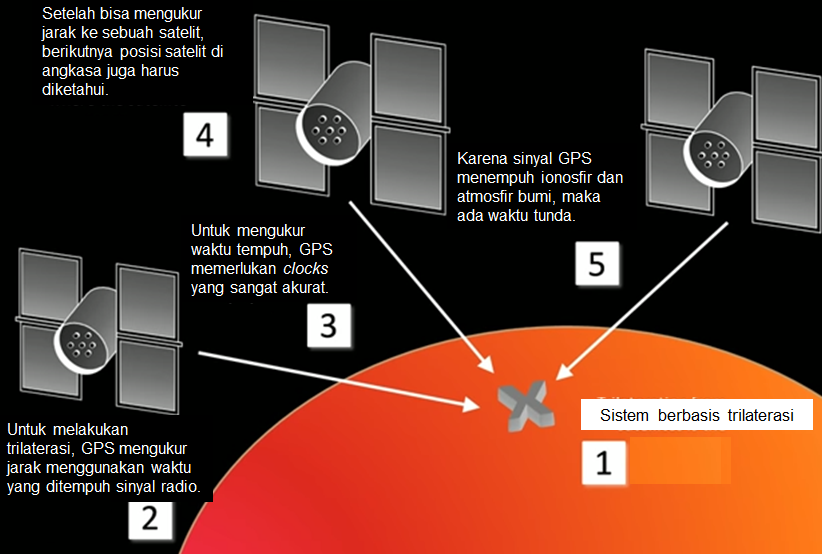 Setelah bisa mengukur
jarak ke sebuah satelit,
berikutnya posisi satelit di
angkasa juga harus
diketahui.
4
Karena sinyal GPS
menempuh ionosfir dan
atmosfir bumi, maka
ada waktu tunda.
5
Untuk mengukur
waktu tempuh, GPS
memerlukan clocks
yang sangat akurat.
3
Sistem berbasis trilaterasi
1
Untuk melakukan
trilaterasi, GPS mengukur
jarak menggunakan waktu
yang ditempuh sinyal radio.
2